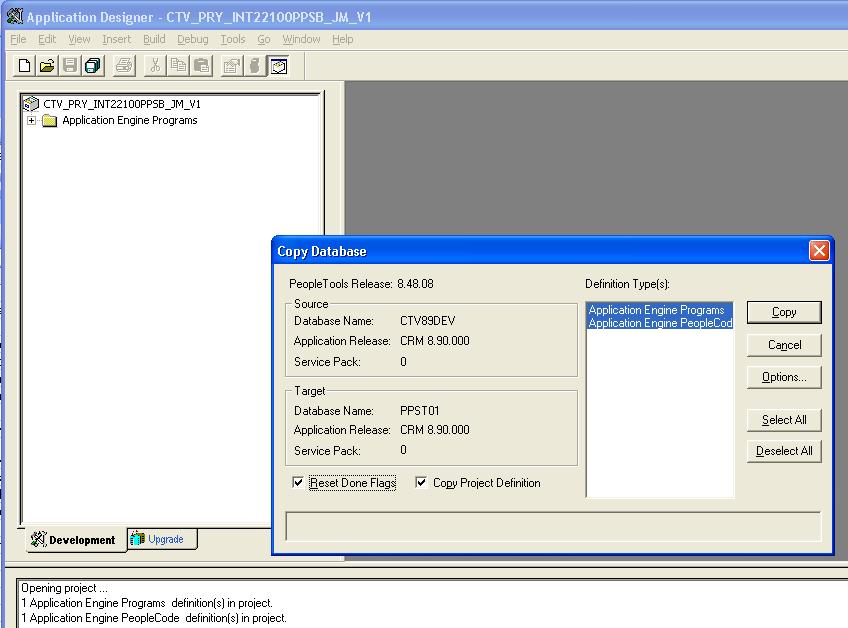 Application Designer - CTV_PRY_INT22100PPSB_JM_V1
File Edit View Insert Build Debug Tools Go Window Help
CTV_PRY_INT22100PPSB_JM_V1
Application Engine Programs
Copy Database
PeopleTools Release: 8.48.08
Definition Type(s):
Source
Database Name: CTV89DEV
Application Release: CRM 8.90.000
Service Pack: 0
Target
Database Name: PPST01
Application Release: CRM 8.90.000
Service Pack: 0
Reset Done Flags
Copy Project Definition
Application Engine Programs
Application Engine PeopleCod
Copy
Cancel
Options...
Select All
Deselect All
Development
Upgrade
Opening project ...
1 Application Engine Programs definition(s) in project.
1 Application Engine PeopleCode definition(s) in project.